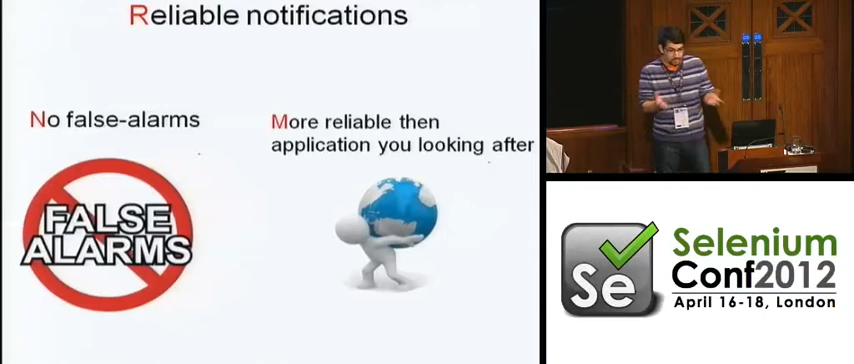 Reliable notifications
No false-alarms
More reliable then
application you looking after
FALSE
ALARMS
Se
Selenium
Conf2012
April 16-18, London